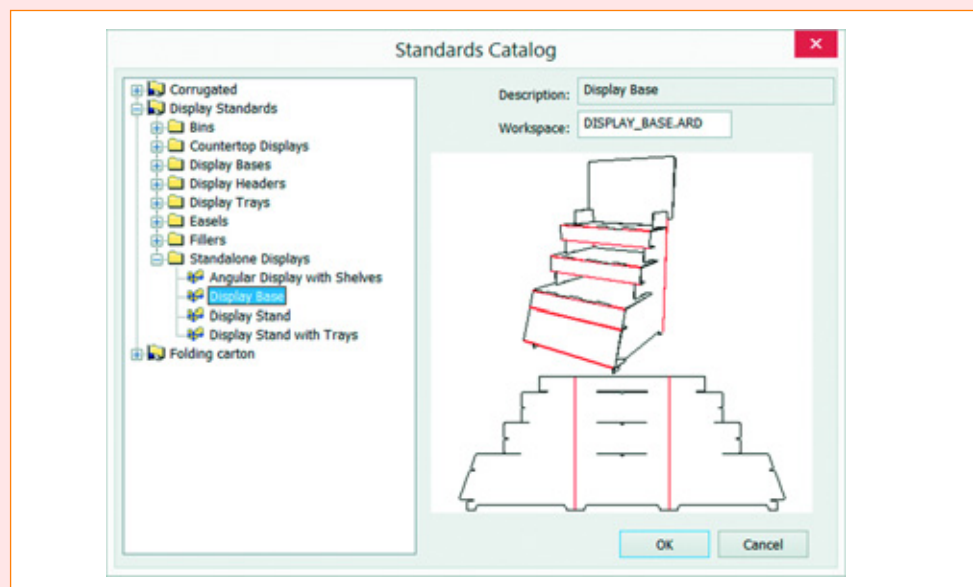 Standards Catalog
Corrugated
Display Standards
Bins
Countertop Displays
Display Bases
Display Headers
Display Trays
Easels
Fillers
Standalone Displays
Angular Display with Shelves
Display Base
Display Stand
Display Stand with Trays
Folding carton
Description: Display Base
Workspace: DISPLAY_BASE.ARD
OK Cancel